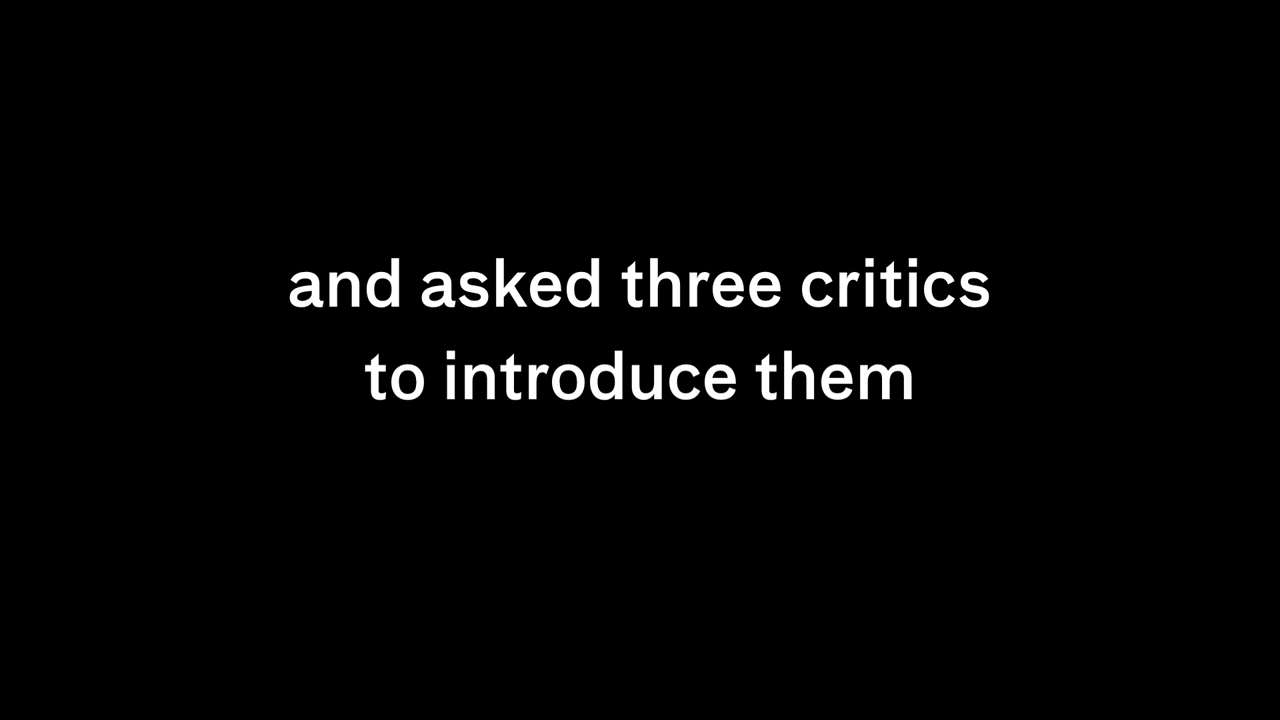 and asked three critics
to introduce them